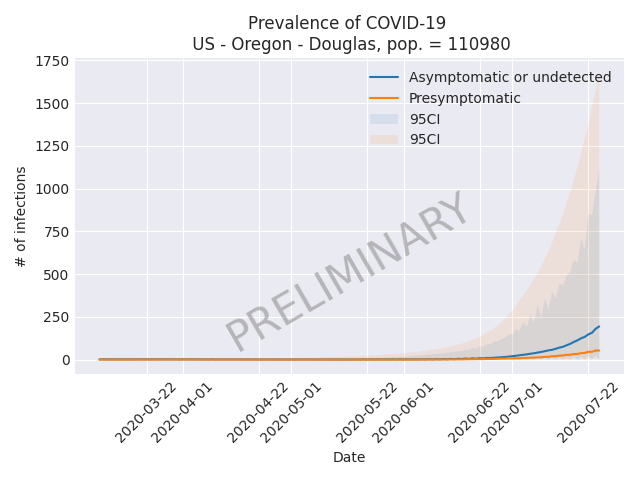 Prevalence of COVID-19
US - Oregon - Douglas, pop. = 110980
1750
1500
1250
1000
750
500
250
0
# of infections
Asymptomatic or undetected
Presymptomatic
95CI
95CI
PRELIMINARY
2020-03-22
2020-04-01
2020-04-22
2020-05-01
2020-05-22
2020-06-01
2020-06-22
2020-07-01
2020-07-22
Date